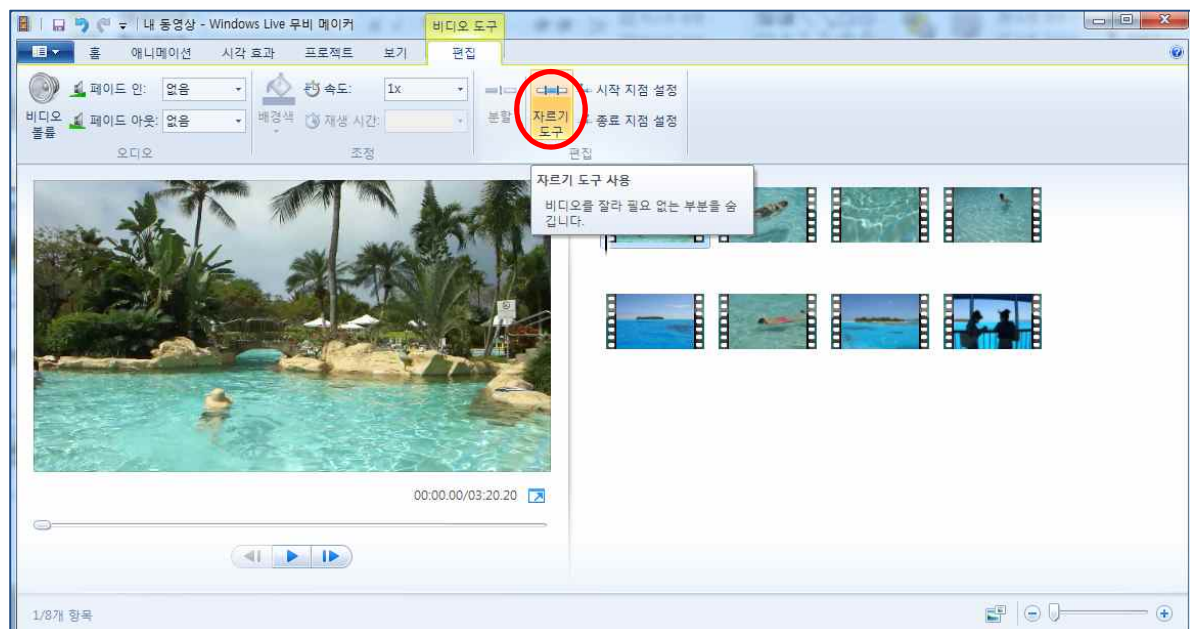 내 동영상 - Windows Live 무비 메이커
비디오 도구
홈 애니메이션 시각 효과 프로젝트 보기 편집
페이드 인: 없음
속도: 1x
시작 지점 설정
비디오 볼륨
페이드 아웃: 없음
배경색
재생 시간:
분할
자르기 도구
종료 지점 설정
오디오
조정
편집
자르기 도구 사용
비디오를 잘라 필요 없는 부분을 숨
깁니다.
00:00.00/03:20.20
1/8개 항목